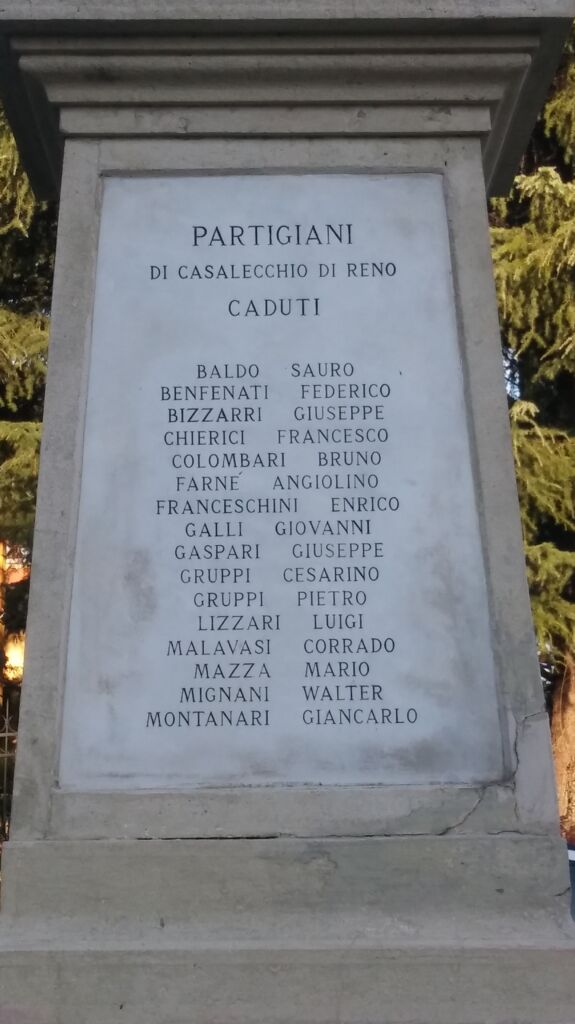 PARTIGIANI
DI CASALECCHIO DI RENO
CADUTI
BALDO SAURO
BENFENATI FEDERICO
BIZZARRI GIUSEPPE
CHIERICI FRANCESCO
COLOMBARI BRUNO
FARNE´ ANGIOLINO
FRANCESCHINI ENRICO
GALLI GIOVANNI
GASPARI GIUSEPPE
GRUPPI CESARINO
GRUPPI PIETRO
LIZZARI LUIGI
MALAVASI CORRADO
MAZZA MARIO
MIGNANI WALTER
MONTANARI GIANCARLO